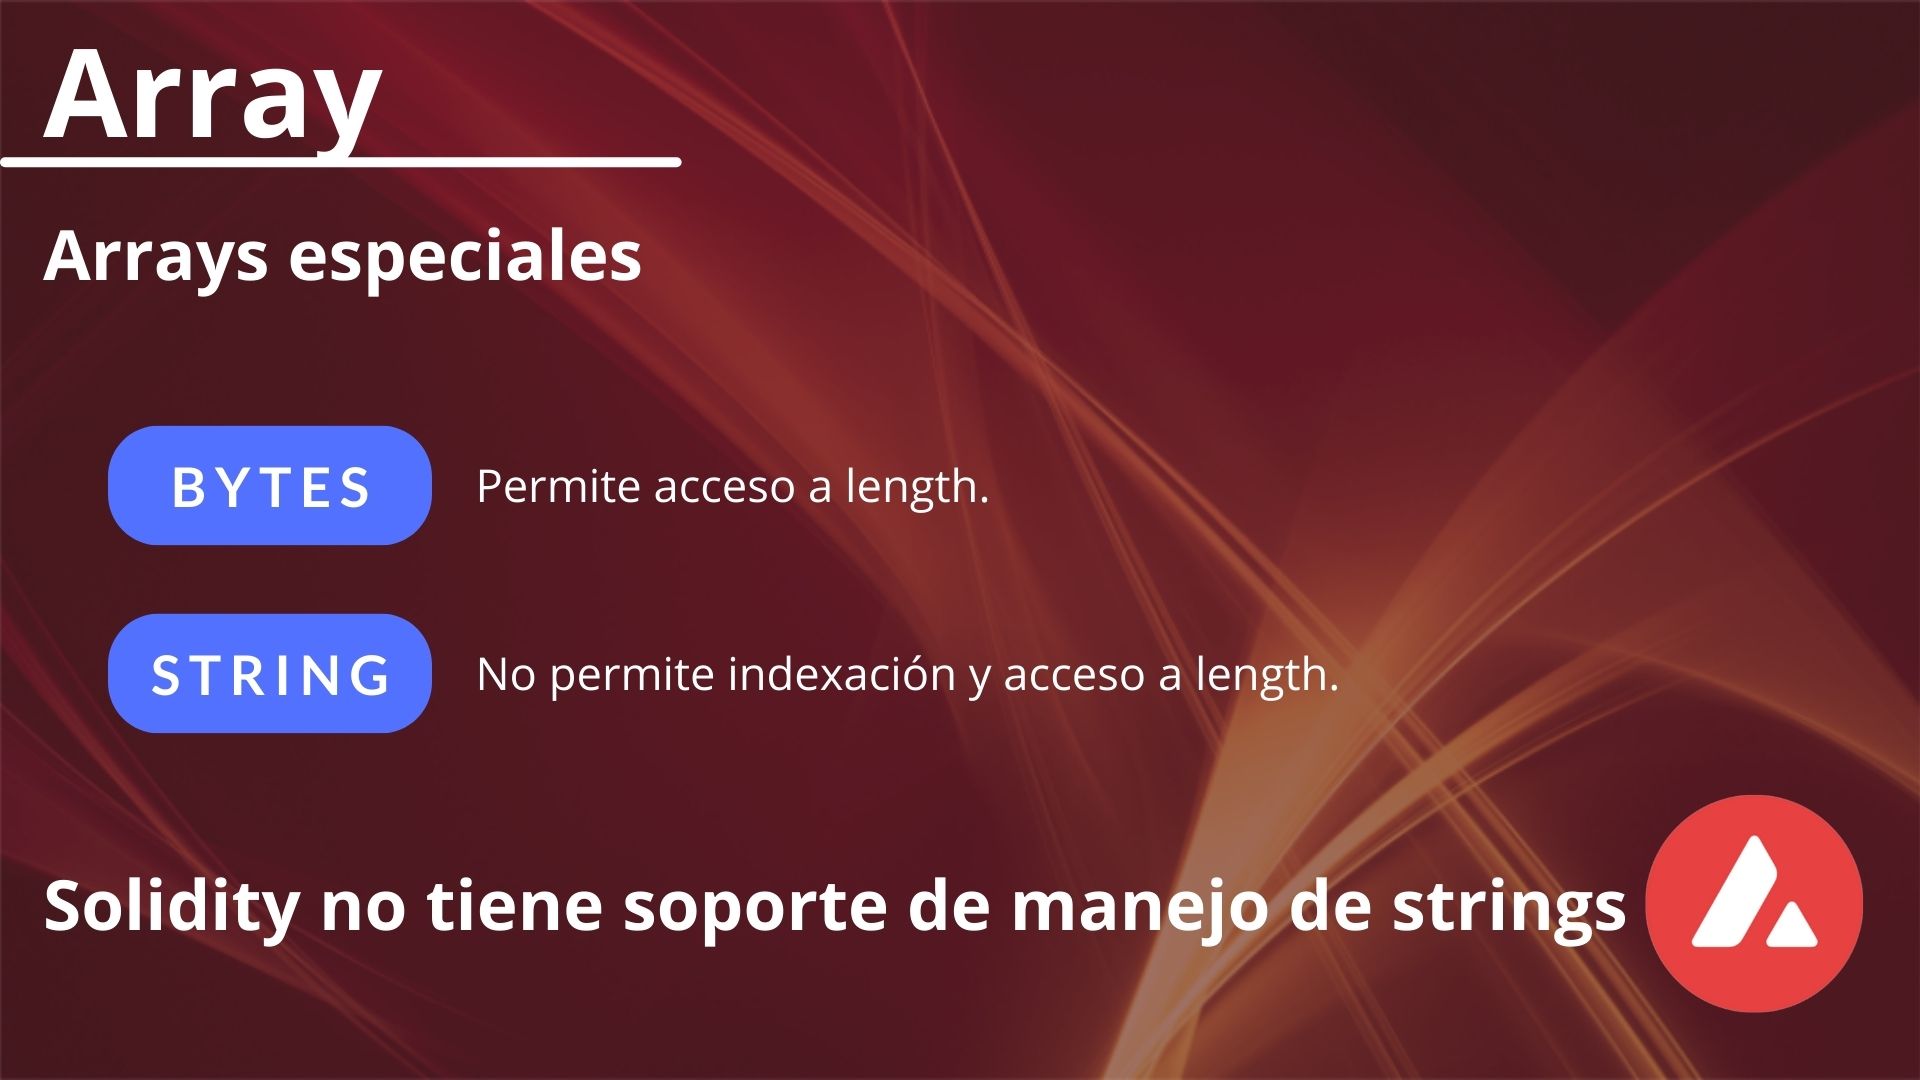 Array
Arrays especiales
BYTES Permite acceso a length.
STRING No permite indexación y acceso a length.
Solidity no tiene soporte de manejo de strings